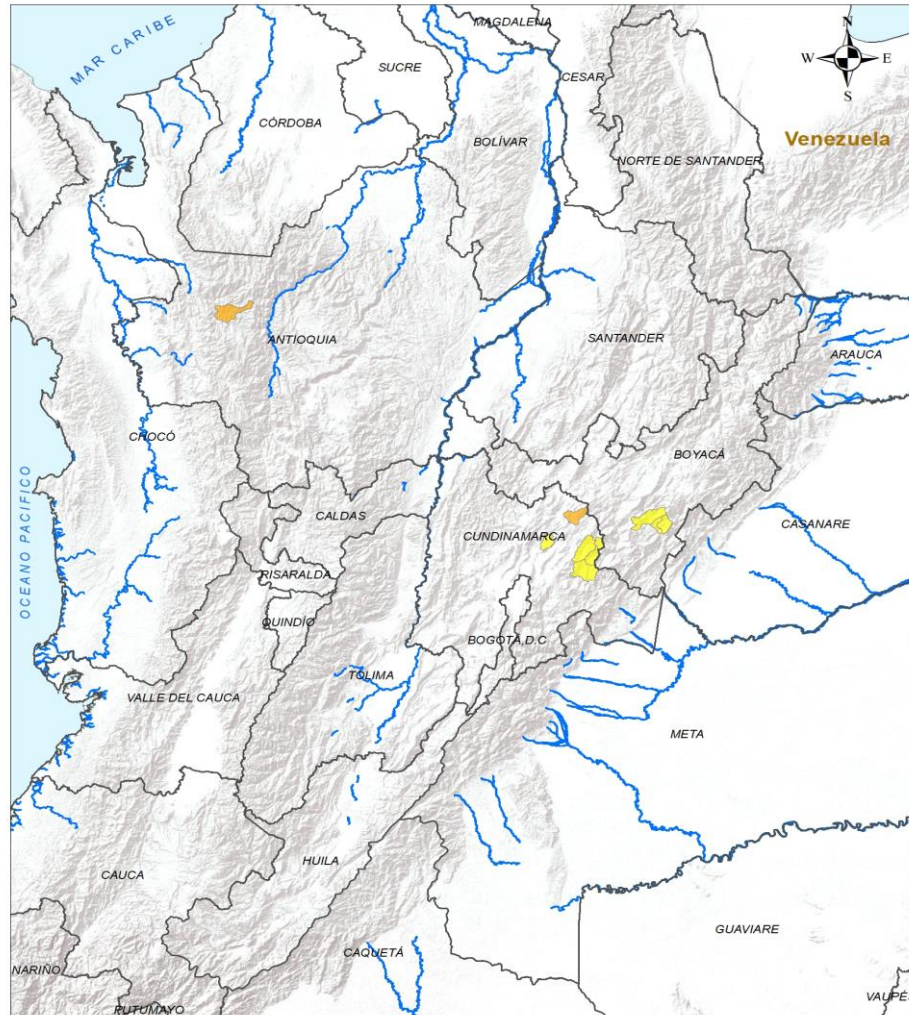 MAGDALENA
N
MAR CARIBE
W
E
SUCRE
CESAR
S
CÓRDOBA
BOLÍVAR
Venezuela
NORTE DE SANTANDER
ANTIOQUIA
SANTANDER
ARAUCA
CHOCÓ
BOYACÁ
OCEANO PACIFICO
CALDAS
CUNDINAMARCA
CASANARE
RISARALDA
QUINDÍO
BOGOTÁ,D.C
TOLIMA
VALLE DEL CAUCA
META
HUILA
CAUCA
GUAVIARE
CAQUETÁ
NARIÑO
VAUPÉS
PUTUMAYO